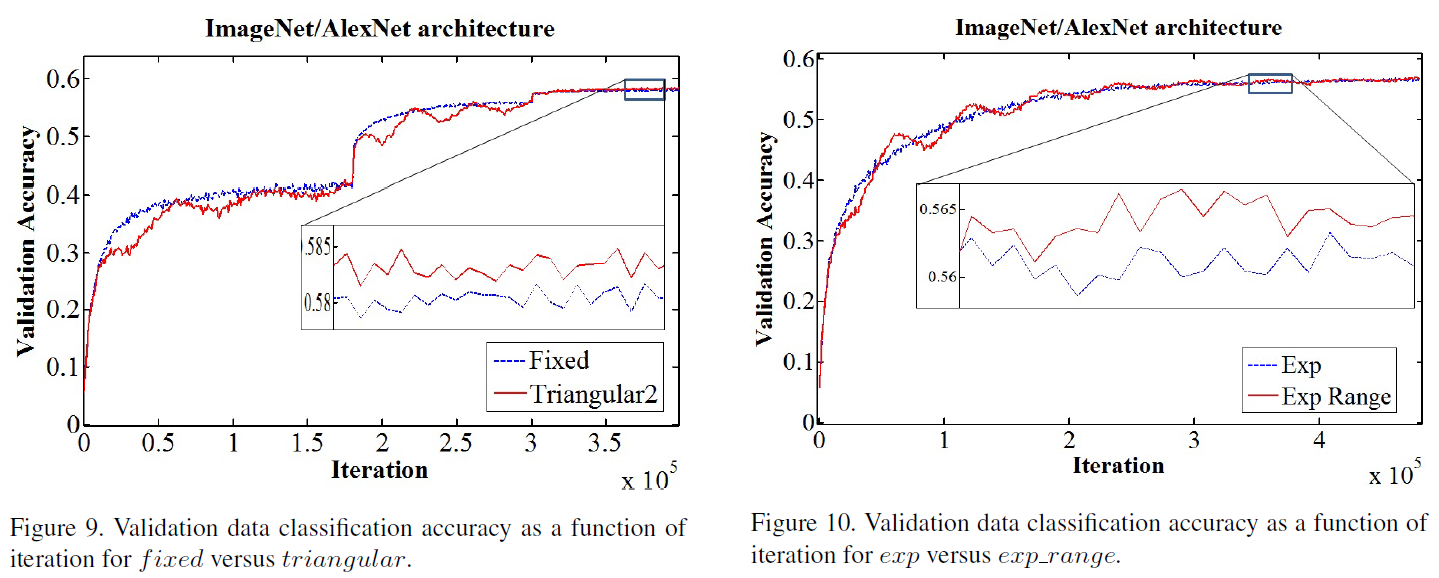 ImageNet/AlexNet architecture
0.6
0.5
0.4
0.3
0.2
0.1
0
Validation Accuracy
0.585
0.58
Fixed
Triangular2
0 0.5 1 1.5 2 2.5 3 3.5
Iteration
x 10^5
Figure 9. Validation data classification accuracy as a function of
iteration for fixed versus triangular.
ImageNet/AlexNet architecture
0.6
0.5
0.4
0.3
0.2
0.1
0
Validation Accuracy
0.565
0.56
Exp
Exp Range
0 1 2 3 4
Iteration
x 10^5
Figure 10. Validation data classification accuracy as a function of
iteration for exp versus exp_range.